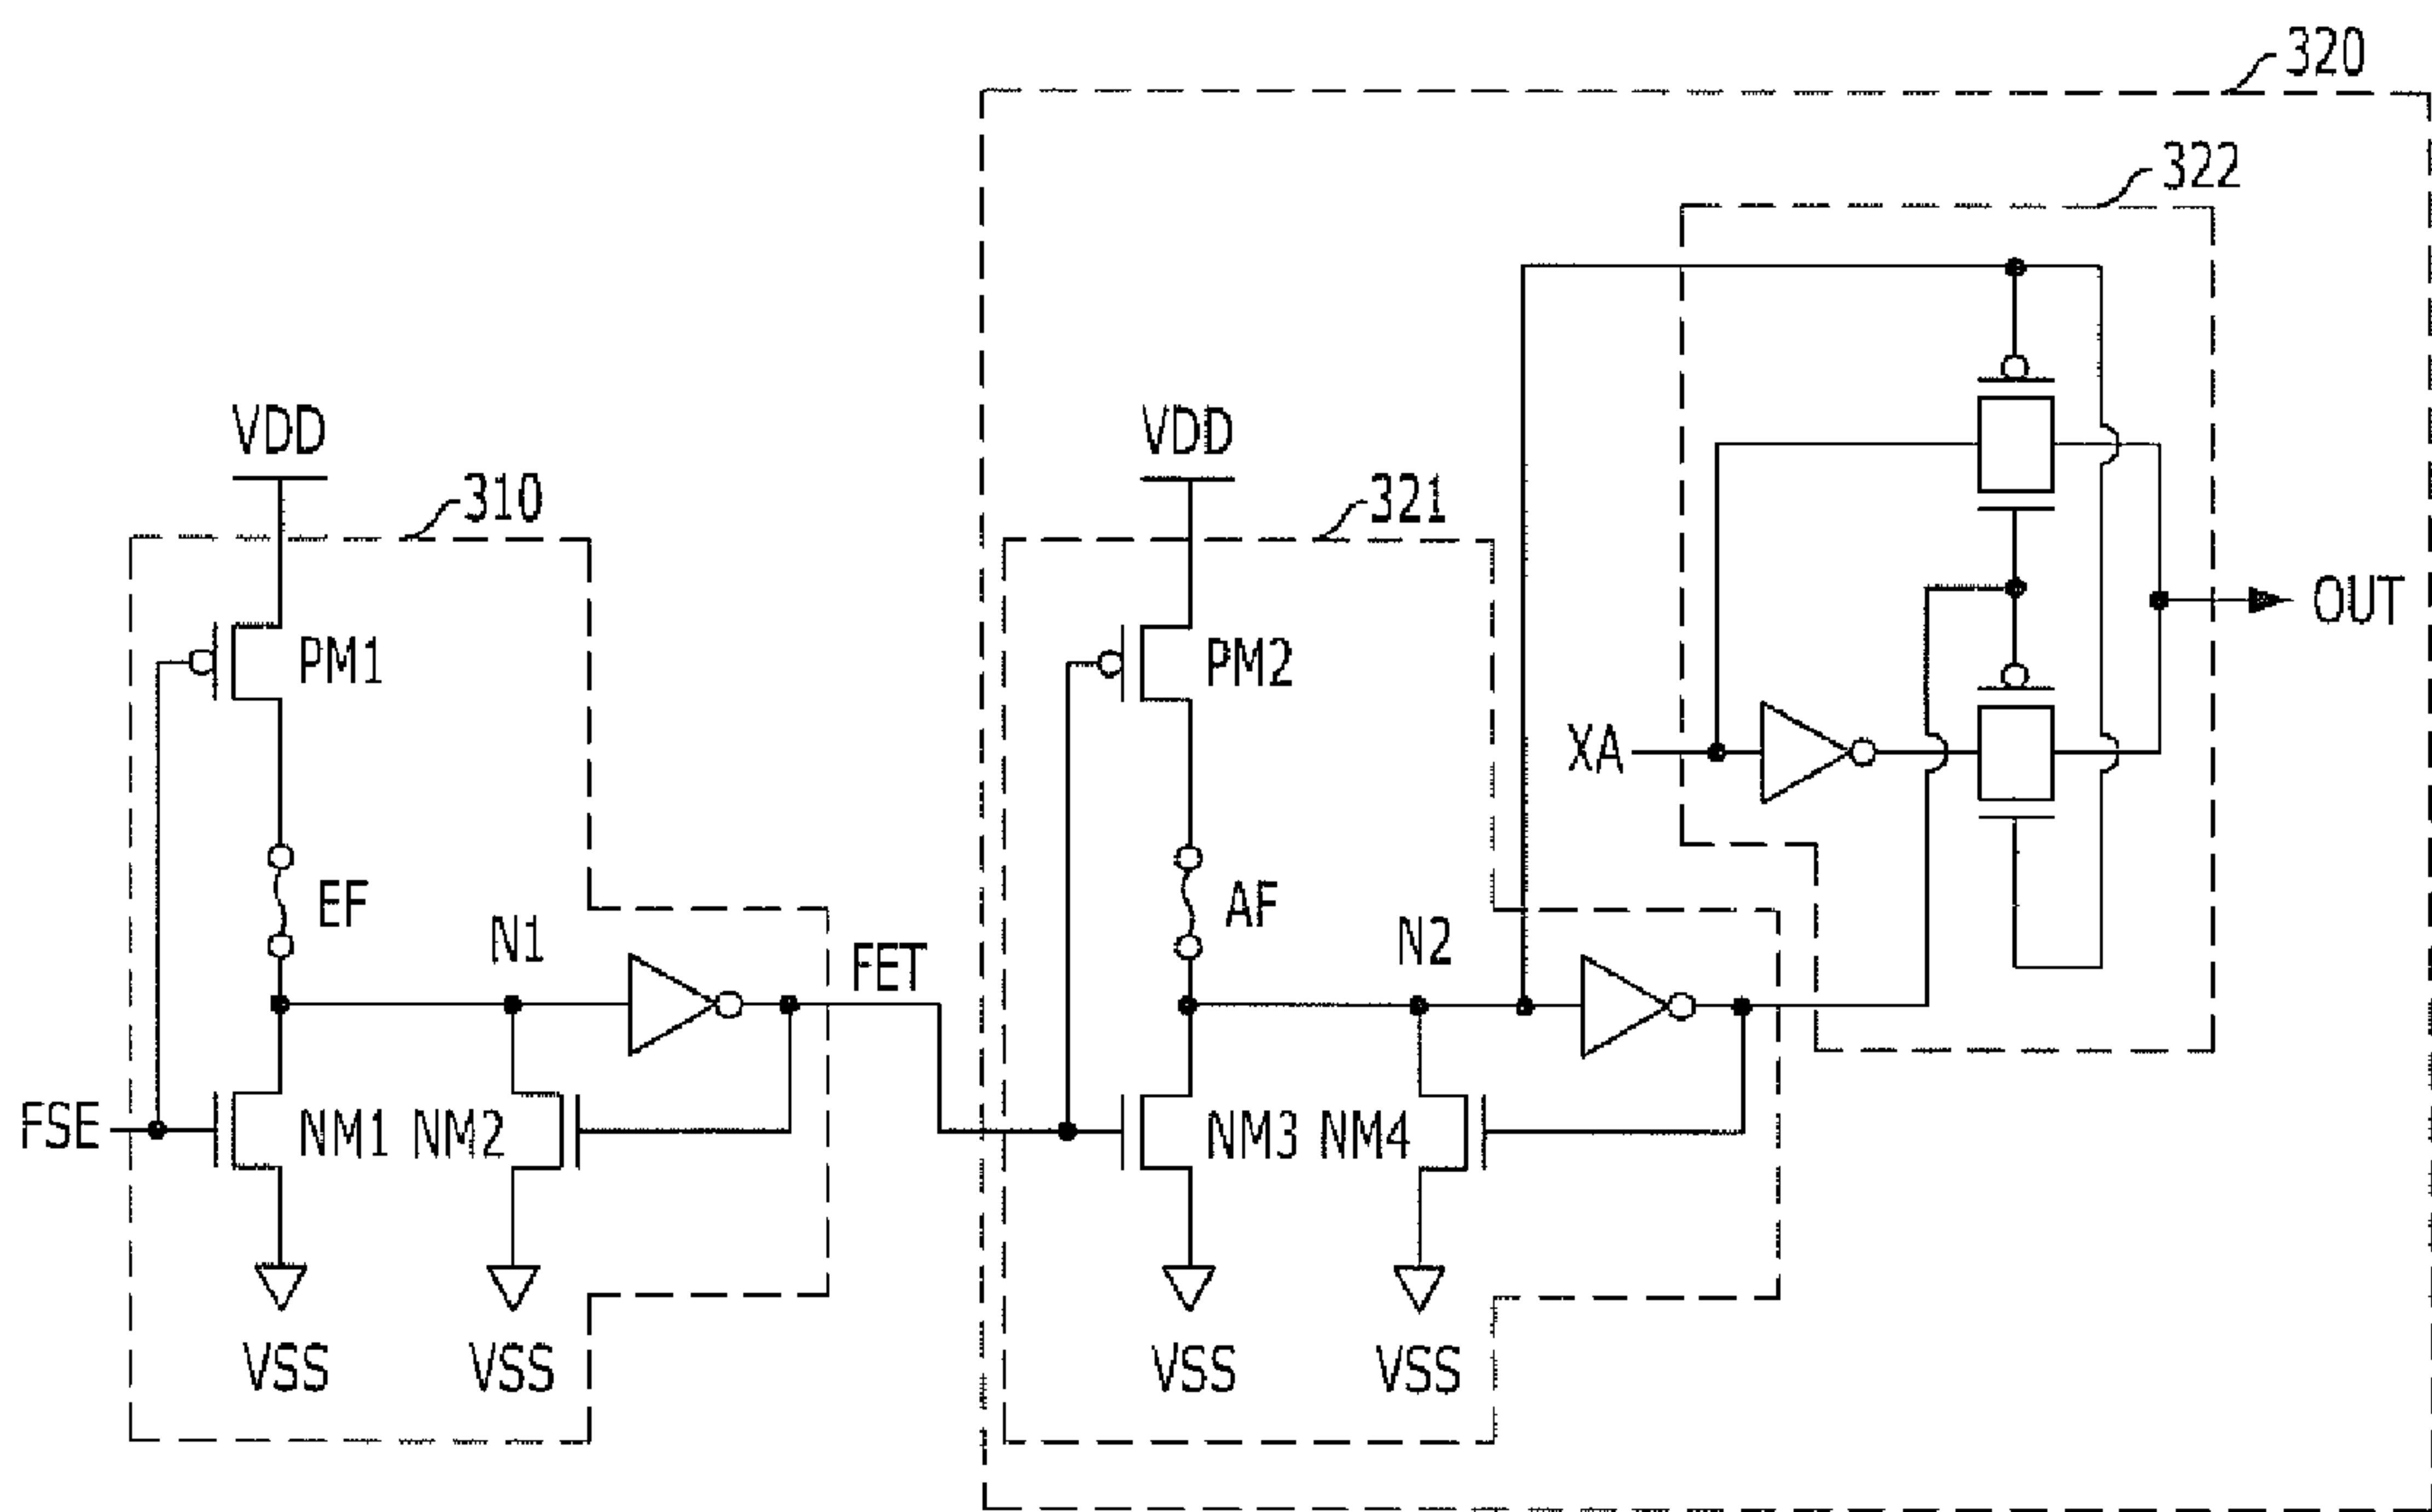 320
322
VDD
VDD
310
321
OUT
PM1
PM2
XA
EF
AF
N1
N2
FET
FSE
NM1
NM2
NM3
NM4
VSS
VSS
VSS
VSS